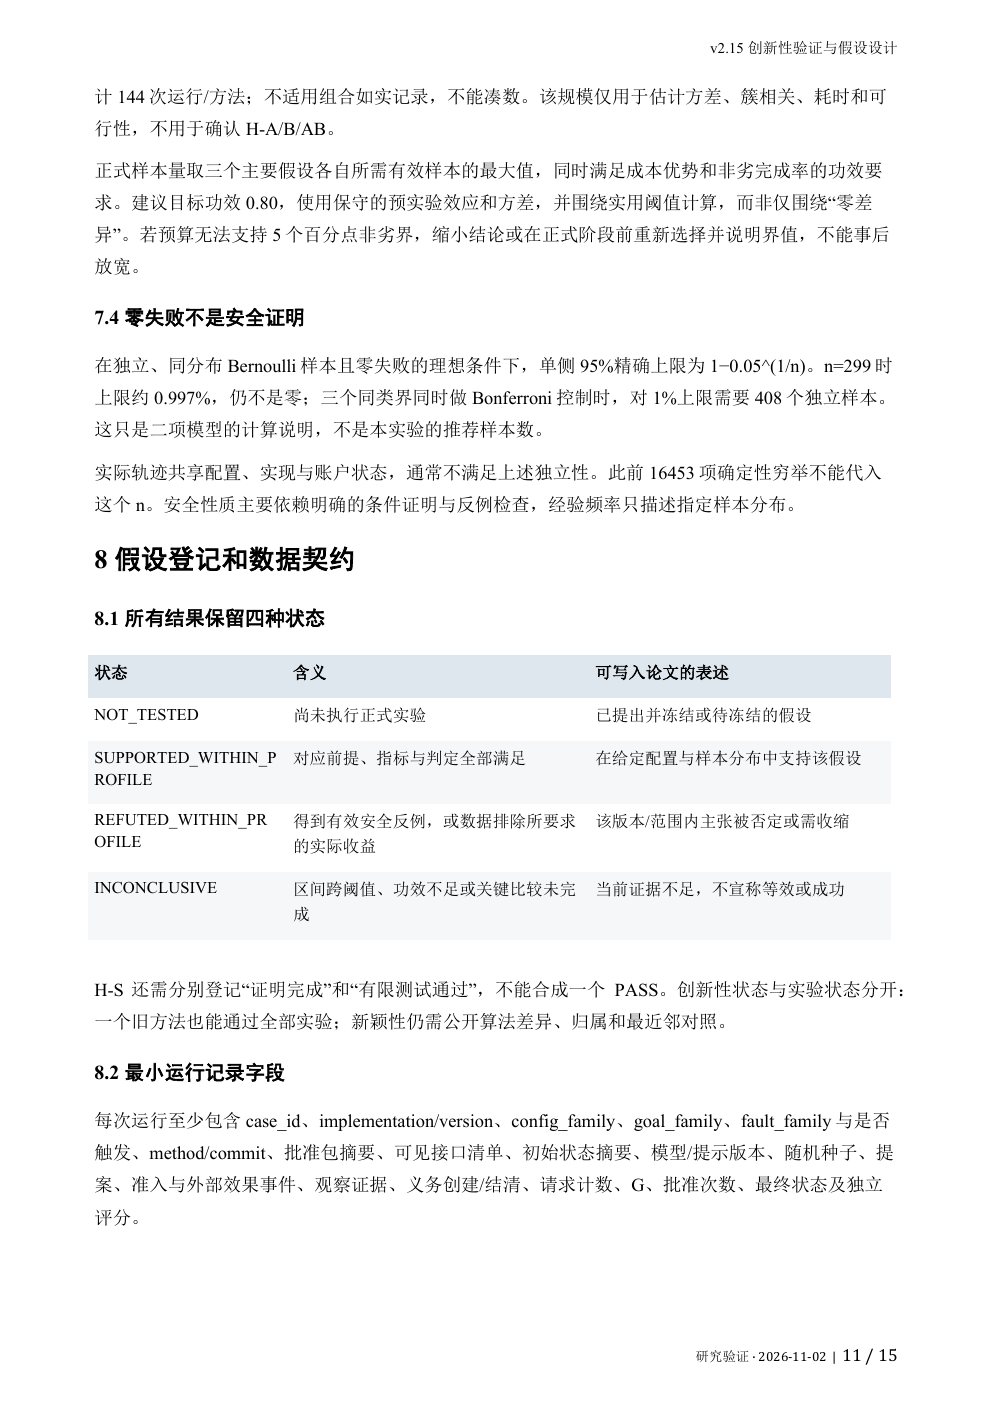 v2.15 创新性验证与假设设计
计 144 次运行/方法；不适用组合如实记录，不能凑数。该规模仅用于估计方差、簇相关、耗时和可
行性，不用于确认 H-A/B/AB。
正式样本量取三个主要假设各自所需有效样本的最大值，同时满足成本优势和非劣完成率的功效要
求。建议目标功效 0.80，使用保守的预实验效应和方差，并围绕实用阈值计算，而非仅围绕“零差
异”。若预算无法支持 5 个百分点非劣界，缩小结论或在正式阶段前重新选择并说明界值，不能事后
放宽。
7.4 零失败不是安全证明
在独立、同分布 Bernoulli 样本且零失败的理想条件下，单侧 95%精确上限为 1−0.05^(1/n)。n=299 时
上限约 0.997%，仍不是零；三个同类界同时做 Bonferroni 控制时，对 1%上限需要 408 个独立样本。
这只是二项模型的计算说明，不是本实验的推荐样本数。
实际轨迹共享配置、实现与账户状态，通常不满足上述独立性。此前 16453 项确定性穷举不能代入
这个 n。安全性质主要依赖明确的条件证明与反例检查，经验频率只描述指定样本分布。
8 假设登记和数据契约
8.1 所有结果保留四种状态
状态 含义 可写入论文的表述
NOT_TESTED 尚未执行正式实验 已提出并冻结或待冻结的假设
SUPPORTED_WITHIN_P 对应前提、指标与判定全部满足 在给定配置与样本分布中支持该假设
ROFILE
REFUTED_WITHIN_PR 得到有效安全反例，或数据排除所要求 该版本/范围内主张被否定或需收缩
OFILE 的实际收益
INCONCLUSIVE 区间跨阈值、功效不足或关键比较未完 当前证据不足，不宣称等效或成功
成
H-S 还需分别登记“证明完成”和“有限测试通过”，不能合成一个 PASS。创新性状态与实验状态分开：
一个旧方法也能通过全部实验；新颖性仍需公开算法差异、归属和最近邻对照。
8.2 最小运行记录字段
每次运行至少包含 case_id、implementation/version、config_family、goal_family、fault_family 与是否
触发、method/commit、批准包摘要、可见接口清单、初始状态摘要、模型/提示版本、随机种子、提
案、准入与外部效果事件、观察证据、义务创建/结清、请求计数、G、批准次数、最终状态及独立
评分。
研究验证 · 2026-11-02 | 11 / 15